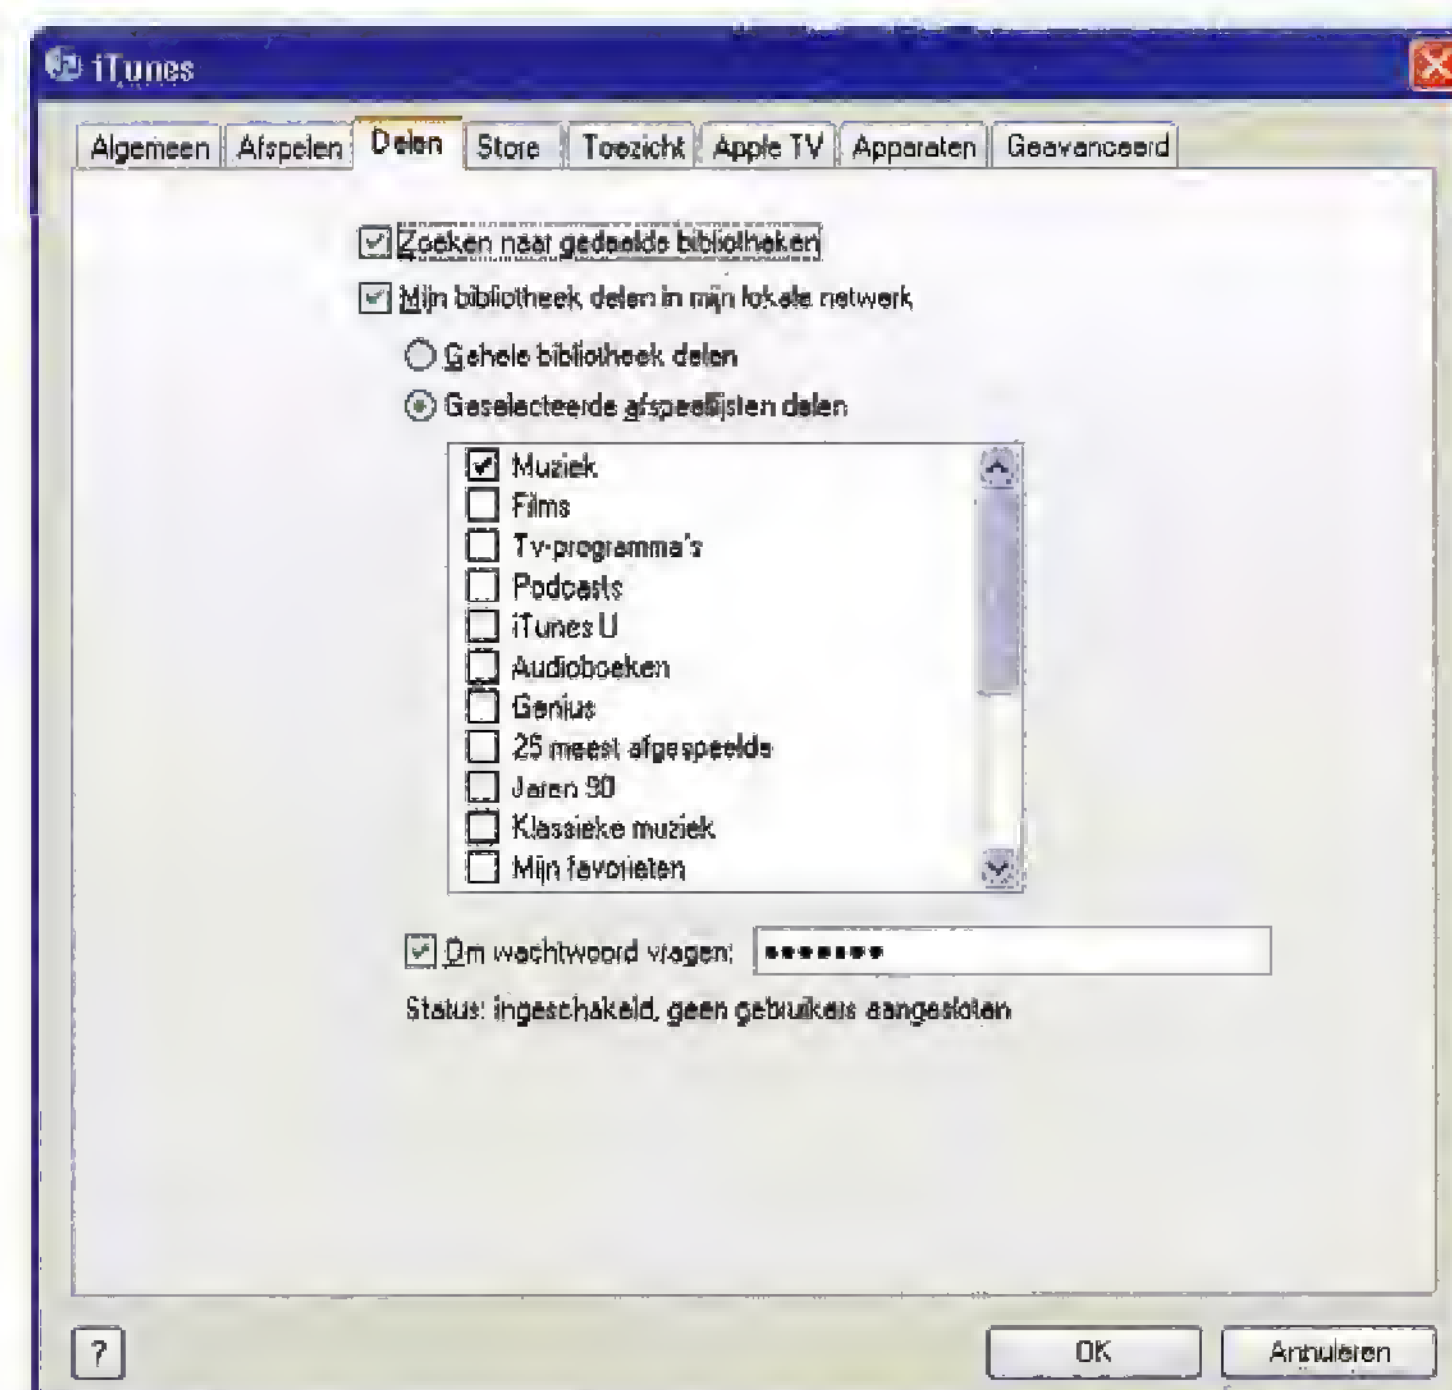 iTunes
Algemeen Afspelen Delen Store Toezicht Apple TV Apparaten Geavanceerd
Zoeken naar gedeelde bibliotheken
Mijn bibliotheek delen in mijn lokale netwerk
Gehele bibliotheek delen
Geselecteerde afspeellijsten delen
Muziek
Films
Tv-programma's
Podcasts
iTunes U
Audioboeken
Genius
25 meest afgespeelde
Jaren 90
Klassieke muziek
Mijn favorieten
Om wachtwoord vragen: •••••••
Status: ingeschakeld, geen gebruikers aangesloten
? OK Annuleren